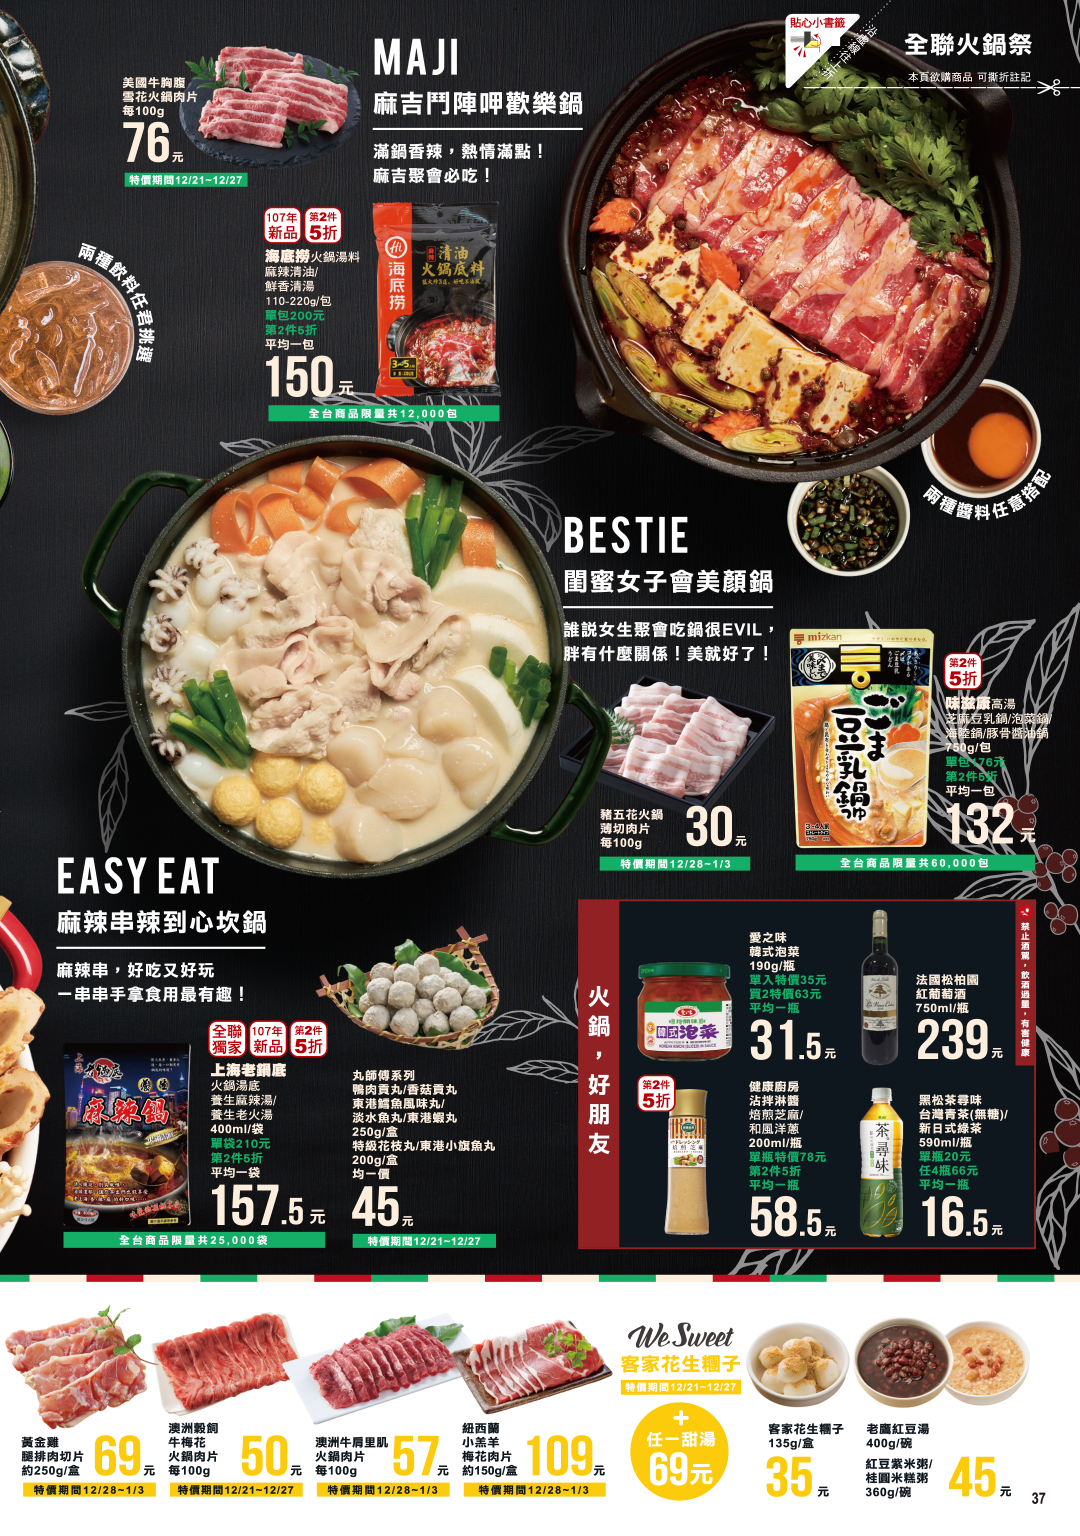 貼心小書籤
沿虛線往上折
全聯火鍋祭
本頁欲購商品 可撕折註記
MAJI
麻吉鬥陣呷歡樂鍋
滿鍋香辣，熱情滿點！
麻吉聚會必吃！
美國牛胸腹
雪花火鍋肉片
每100g
76元
特價期間12/21~12/27
兩種飲料任君挑選
107年
新品
第2件
5折
海底撈火鍋湯料
麻辣清油/
鮮香清湯
110-220g/包
單包200元
第2件5折
平均一包
150元
全台商品限量共12,000包
Hi
海底撈
清油
火鍋底料
3~5
兩種醬料任意搭配
BESTIE
閨蜜女子會美顏鍋
誰說女生聚會吃鍋很EVIL，
胖有什麼關係！美就好了！
豬五花火鍋
薄切肉片
每100g
30元
特價期間12/28~1/3
mizkan
ごま
豆乳鍋
つゆ
3~4人前
第2件
5折
味滋康高湯
芝麻豆乳鍋/泡菜鍋/
海陸鍋/豚骨醬油鍋
750g/包
單包176元
第2件5折
平均一包
132元
全台商品限量共60,000包
EASY EAT
麻辣串辣到心坎鍋
麻辣串，好吃又好玩
一串串手拿食用最有趣！
全聯
獨家
107年
新品
第2件
5折
上海老鍋底
火鍋湯底
養生麻辣湯/
養生老火湯
400ml/袋
單袋210元
第2件5折
平均一袋
157.5元
全台商品限量共25,000袋
上海
麻辣鍋
丸師傅系列
鴨肉貢丸/香菇貢丸
東港鱈魚風味丸/
淡水魚丸/東港蝦丸
250g/盒
特級花枝丸/東港小旗魚丸
200g/盒
均一價
45元
特價期間12/21~12/27
火鍋，好朋友
愛之味
韓式泡菜
190g/瓶
單入特價35元
買2特價63元
平均一瓶
31.5元
韓式泡菜
法國松柏園
紅葡萄酒
750ml/瓶
239元
禁止酒駕，飲酒過量，有害健康
第2件
5折
健康廚房
沾拌淋醬
焙煎芝麻/
和風洋蔥
200ml/瓶
單瓶特價78元
第2件5折
平均一瓶
58.5元
ドレッシング
焙煎芝麻
茶尋味
黑松茶尋味
台灣青茶(無糖)/
新日式綠茶
590ml/瓶
單瓶20元
任4瓶66元
平均一瓶
16.5元
黃金雞
腿排肉切片
約250g/盒
69元
特價期間12/28~1/3
澳洲穀飼
牛梅花
火鍋肉片
每100g
50元
特價期間12/21~12/27
澳洲牛肩里肌
火鍋肉片
每100g
57元
特價期間12/28~1/3
紐西蘭
小羔羊
梅花肉片
約150g/盒
109元
特價期間12/28~1/3
We Sweet
客家花生糰子
特價期間12/21~12/27
+
任一甜湯
69元
客家花生糰子
135g/盒
35元
老鷹紅豆湯
400g/碗
紅豆紫米粥/
桂圓米糕粥
360g/碗
45元
37